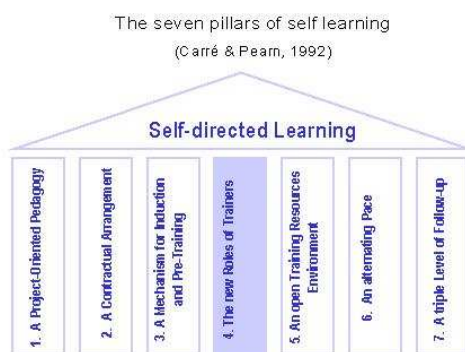 The seven pillars of self learning
(Carré & Pearn, 1992)
Self-directed Learning
1. A Project-Oriented Pedagogy
2. A Contractual Arrangement
3. A Mechanism for Induction
and Pre-Training
4. The new Roles of Trainers
5. An open Training Resources
Environment
6. An alternating Pace
7. A triple Level of Follow-up